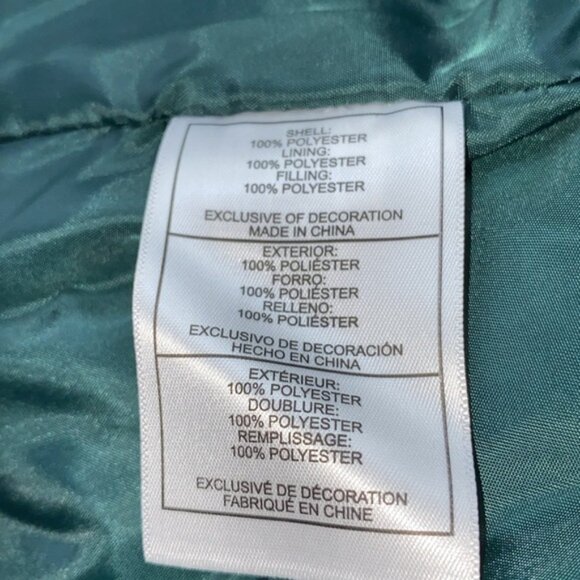 SHELL:
100% POLYESTER
LINING:
100% POLYESTER
FILLING:
100% POLYESTER
EXCLUSIVE OF DECORATION
MADE IN CHINA
EXTERIOR:
100% POLIÉSTER
FORRO:
100% POLIÉSTER
RELLENO:
100% POLIÉSTER
EXCLUSIVO DE DECORACIÓN
HECHO EN CHINA
EXTÉRIEUR:
100% POLYESTER
DOUBLURE:
100% POLYESTER
REMPLISSAGE:
100% POLYESTER
EXCLUSIVÉ DE DÉCORATION
FABRIQUÉ EN CHINE